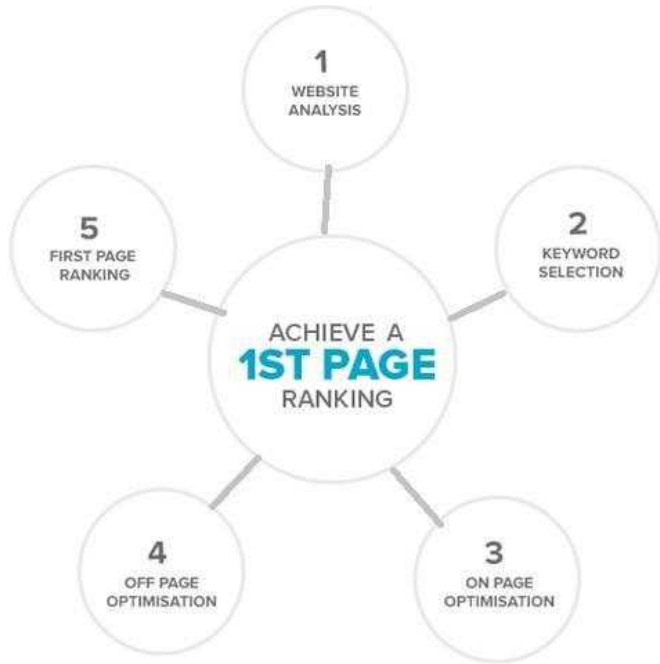 1
WEBSITE
ANALYSIS
2
KEYWORD
SELECTION
3
ON PAGE
OPTIMISATION
4
OFF PAGE
OPTIMISATION
5
FIRST PAGE
RANKING
ACHIEVE A
1ST PAGE
RANKING